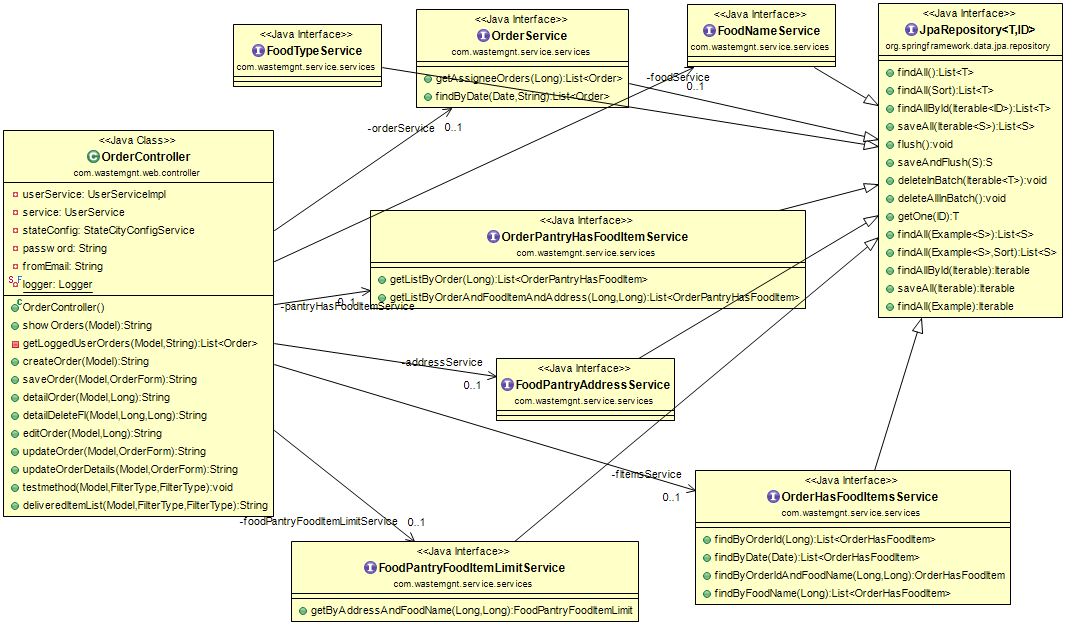 <<Java Interface>>
FoodTypeService
com.wastemgnt.service.services
<<Java Interface>>
OrderService
com.wastemgnt.service.services
getAssigneeOrders(Long):List<Order>
findByDate(Date,String):List<Order>
<<Java Interface>>
FoodNameService
com.wastemgnt.service.services
<<Java Interface>>
JpaRepository<T,ID>
org.springframework.data.jpa.repository
findAll():List<T>
findAll(Sort):List<T>
findAllById(Iterable<ID>):List<T>
saveAll(Iterable<S>):List<S>
flush():void
saveAndFlush(S):S
deleteInBatch(Iterable<T>):void
deleteAllInBatch():void
getOne(ID):T
findAll(Example<S>):List<S>
findAll(Example<S>,Sort):List<S>
findAllById(Iterable):Iterable
saveAll(Iterable):Iterable
findAll(Example):Iterable
-foodService
0..1
-orderService
0..1
<<Java Class>>
OrderController
com.wastemgnt.web.controller
userService: UserServiceImpl
service: UserService
stateConfig: StateCityConfigService
password: String
fromEmail: String
logger: Logger
OrderController()
showOrders(Model):String
getLoggedUserOrders(Model,String):List<Order>
createOrder(Model):String
saveOrder(Model,OrderForm):String
detailOrder(Model,Long):String
detailDeleteFI(Model,Long,Long):String
editOrder(Model,Long):String
updateOrder(Model,OrderForm):String
updateOrderDetails(Model,OrderForm):String
testmethod(Model,FilterType,FilterType):void
deliveredItemList(Model,FilterType,FilterType):String
<<Java Interface>>
OrderPantryHasFoodItemService
com.wastemgnt.service.services
getListByOrder(Long):List<OrderPantryHasFoodItem>
getListByOrderAndFoodItemAndAddress(Long,Long):List<OrderPantryHasFoodItem>
-pantryHasFoodItemService
0..1
-addressService
0..1
<<Java Interface>>
FoodPantryAddressService
com.wastemgnt.service.services
-fItemsService
0..1
<<Java Interface>>
OrderHasFoodItemsService
com.wastemgnt.service.services
findByOrderId(Long):List<OrderHasFoodItem>
findByDate(Date):List<OrderHasFoodItem>
findByOrderIdAndFoodName(Long,Long):OrderHasFoodItem
findByFoodName(Long):List<OrderHasFoodItem>
-foodPantryFoodItemLimitService
0..1
<<Java Interface>>
FoodPantryFoodItemLimitService
com.wastemgnt.service.services
getByAddressAndFoodName(Long,Long):FoodPantryFoodItemLimit